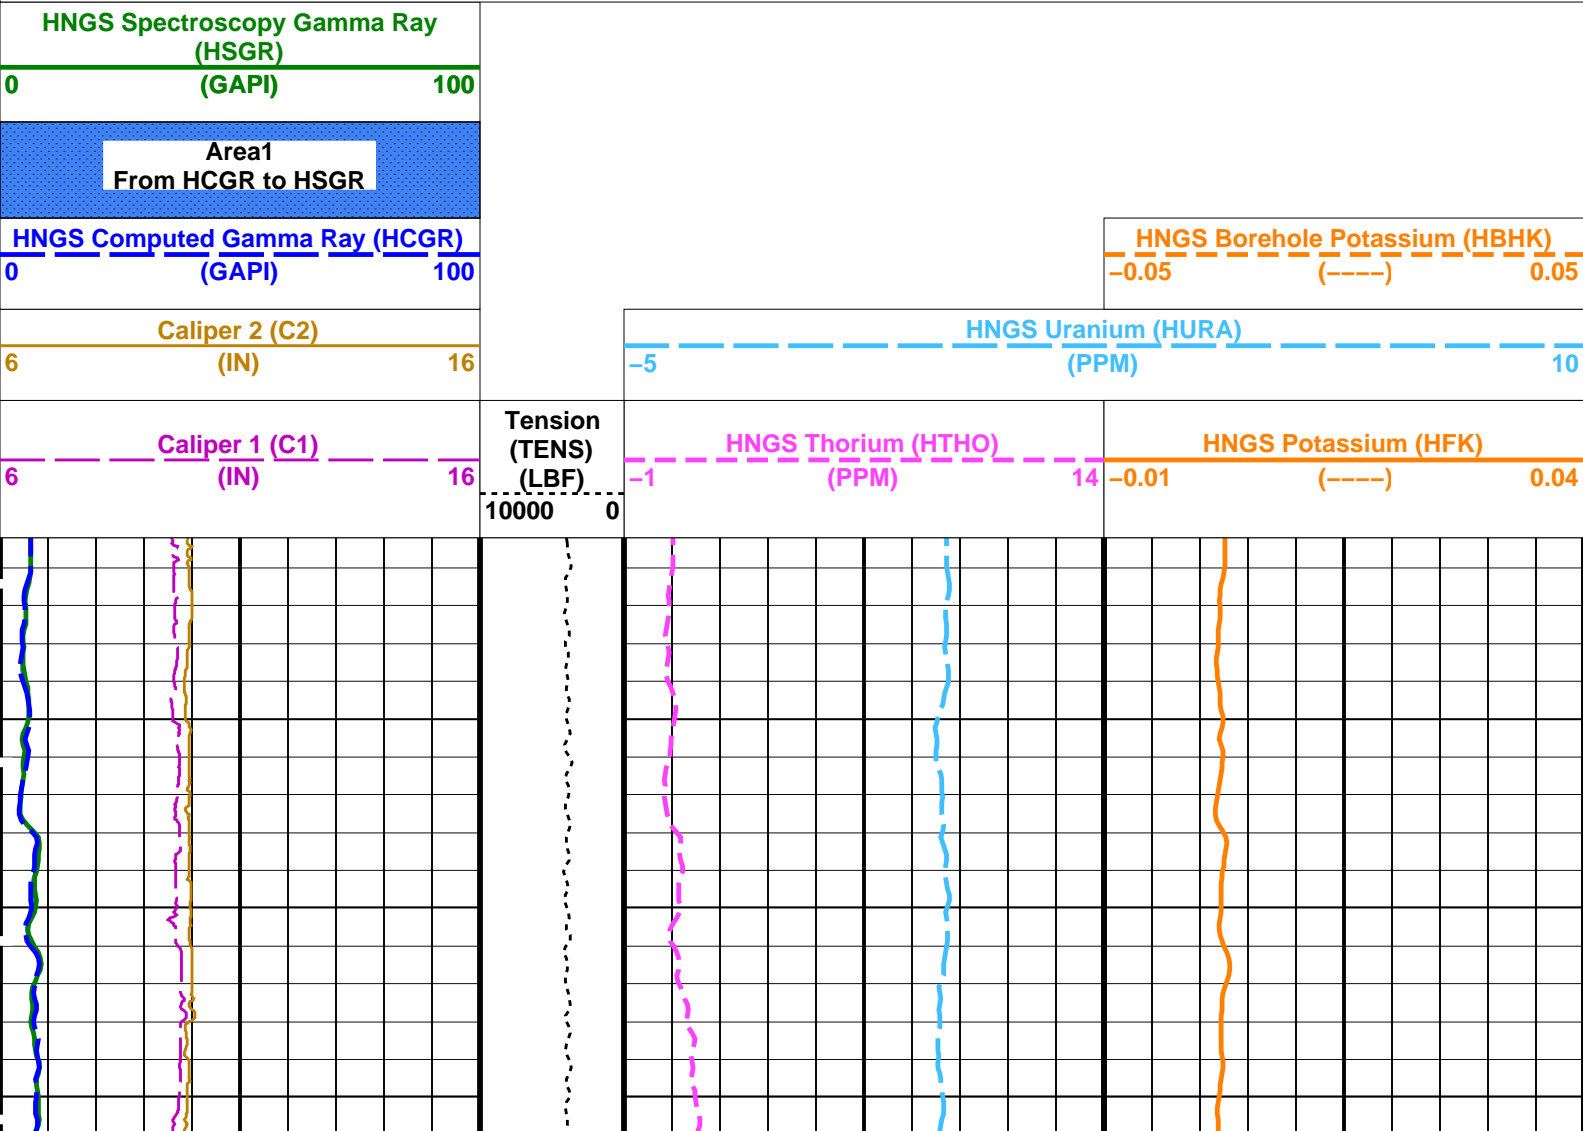 HNGS Spectroscopy Gamma Ray
(HSGR)
0 (GAPI) 100
Area1
From HCGR to HSGR
HNGS Computed Gamma Ray (HCGR)
0 (GAPI) 100
HNGS Borehole Potassium (HBHK)
−0.05 (−−−−) 0.05
Caliper 2 (C2)
6 (IN) 16
HNGS Uranium (HURA)
−5 (PPM) 10
Caliper 1 (C1)
6 (IN) 16
Tension
(TENS)
(LBF)
10000 0
HNGS Thorium (HTHO)
−1 (PPM) 14
HNGS Potassium (HFK)
−0.01 (−−−−) 0.04